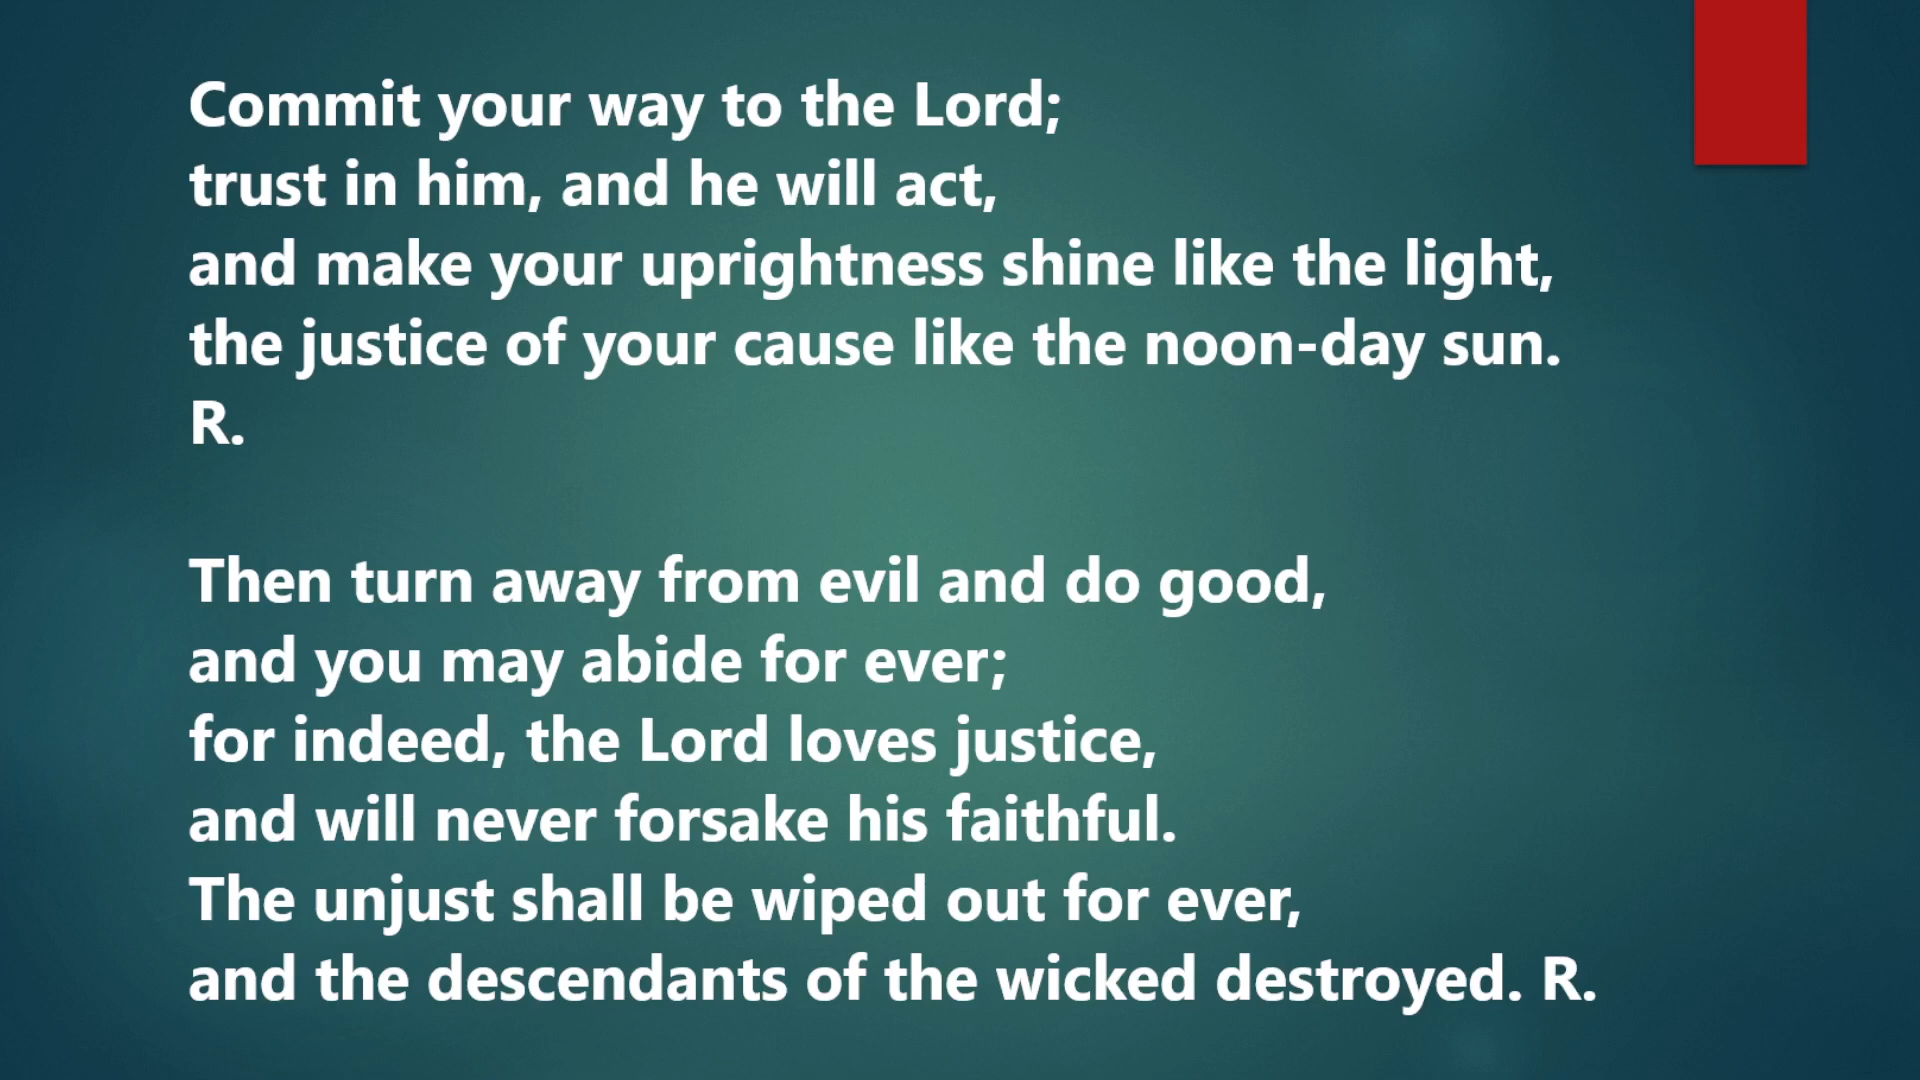 Commit your way to the Lord;
trust in him, and he will act,
and make your uprightness shine like the light,
the justice of your cause like the noon-day sun.
R.
Then turn away from evil and do good,
and you may abide for ever;
for indeed, the Lord loves justice,
and will never forsake his faithful.
The unjust shall be wiped out for ever,
and the descendants of the wicked destroyed. R.